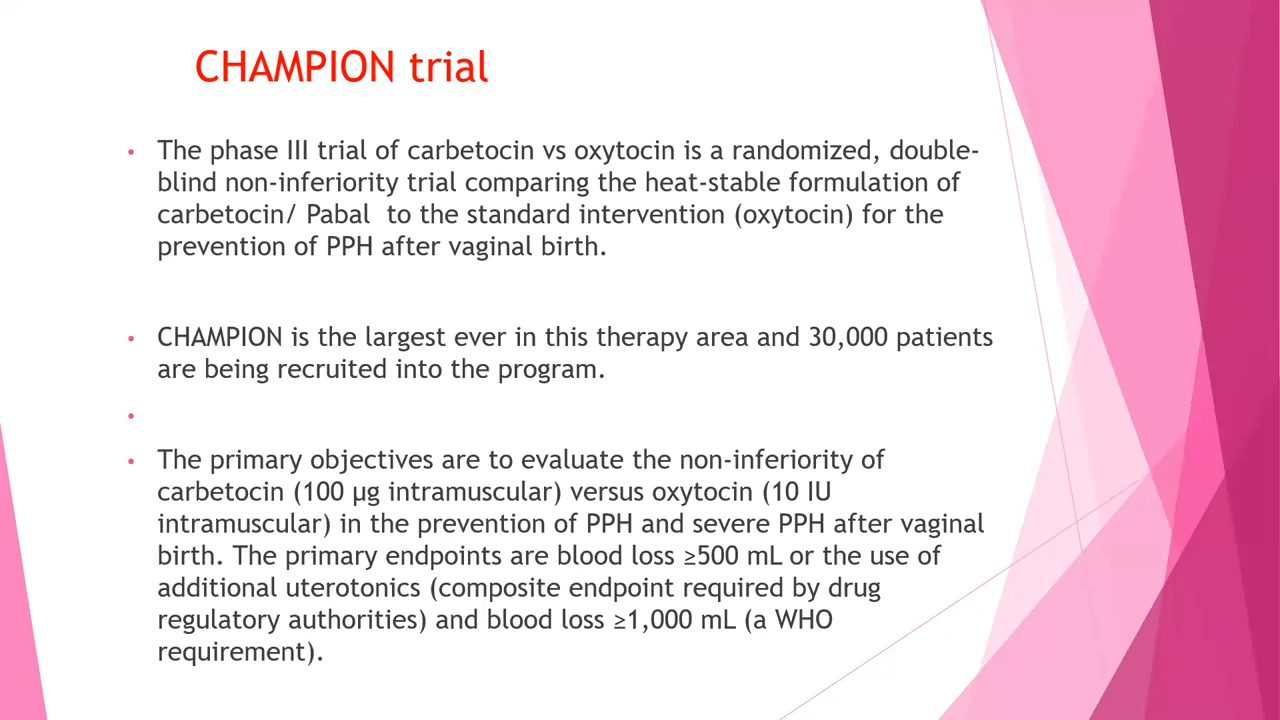 CHAMPION trial
• The phase III trial of carbetocin vs oxytocin is a randomized, double-
blind non-inferiority trial comparing the heat-stable formulation of
carbetocin/ Pabal to the standard intervention (oxytocin) for the
prevention of PPH after vaginal birth.
• CHAMPION is the largest ever in this therapy area and 30,000 patients
are being recruited into the program.
•
• The primary objectives are to evaluate the non-inferiority of
carbetocin (100 µg intramuscular) versus oxytocin (10 IU
intramuscular) in the prevention of PPH and severe PPH after vaginal
birth. The primary endpoints are blood loss ≥500 mL or the use of
additional uterotonics (composite endpoint required by drug
regulatory authorities) and blood loss ≥1,000 mL (a WHO
requirement).